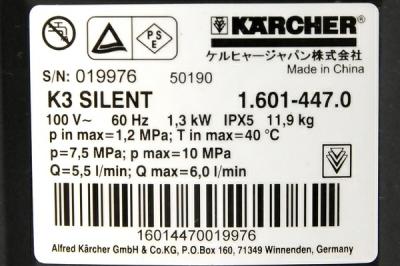 PS
E
KÄRCHER
ケルヒャージャパン株式会社
Made in China
S/N: 019976 50190
K3 SILENT 1.601-447.0
100 V~ 60 Hz 1,3 kW IPX5 11,9 kg
p in max=1,2 MPa; T in max=40 °C
p=7,5 MPa; p max=10 MPa
Q=5,5 l/min; Q max=6,0 l/min
16014470019976
Alfred Kärcher GmbH & Co.KG, P.O.Box 160, 71349 Winnenden, Germany